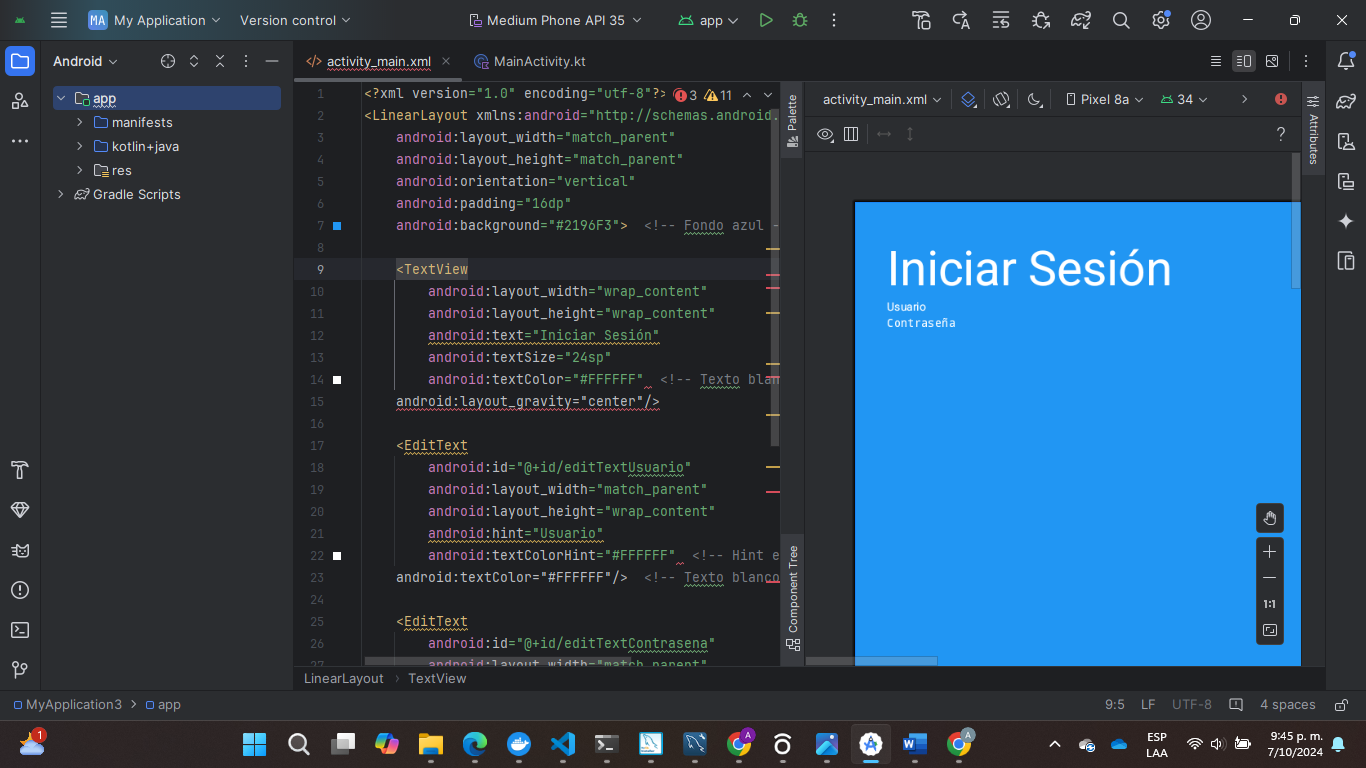 MA My Application Version control Medium Phone API 35 app
Android activity_main.xml MainActivity.kt
app
manifests
kotlin+java
res
Gradle Scripts
3 11
1 <?xml version="1.0" encoding="utf-8"?>
2 <LinearLayout xmlns:android="http://schemas.android.
3 android:layout_width="match_parent"
4 android:layout_height="match_parent"
5 android:orientation="vertical"
6 android:padding="16dp"
7 android:background="#2196F3"> <!-- Fondo azul -
8
9 <TextView
10 android:layout_width="wrap_content"
11 android:layout_height="wrap_content"
12 android:text="Iniciar Sesión"
13 android:textSize="24sp"
14 android:textColor="#FFFFFF" <!-- Texto blan
15 android:layout_gravity="center"/>
16
17 <EditText
18 android:id="@+id/editTextUsuario"
19 android:layout_width="match_parent"
20 android:layout_height="wrap_content"
21 android:hint="Usuario"
22 android:textColorHint="#FFFFFF" <!-- Hint e
23 android:textColor="#FFFFFF"/> <!-- Texto blanco
24
25 <EditText
26 android:id="@+id/editTextContrasena"
27 android:layout_width="match_parent"
Palette
Component Tree
activity_main.xml Pixel 8a 34
?
Attributes
Iniciar Sesión
Usuario
Contraseña
1:1
LinearLayout TextView
MyApplication3 app 9:5 LF UTF-8 4 spaces
1
A
A
ESP
LAA
9:45 p. m.
7/10/2024